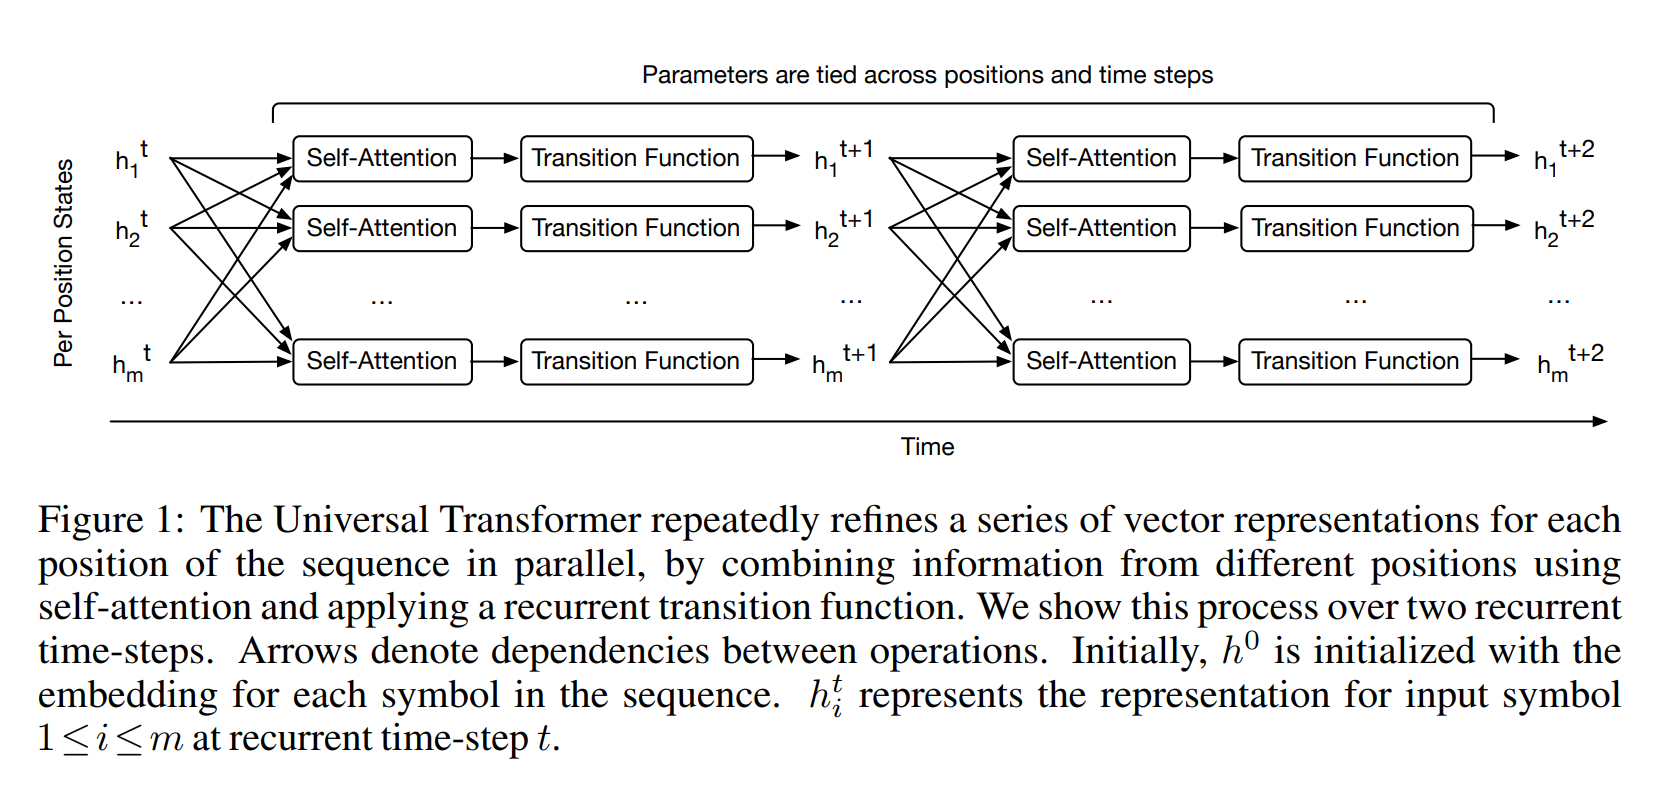 Parameters are tied across positions and time steps
Per Position States
h₁ᵗ Self-Attention Transition Function h₁ᵗ⁺¹ Self-Attention Transition Function h₁ᵗ⁺²
h₂ᵗ Self-Attention Transition Function h₂ᵗ⁺¹ Self-Attention Transition Function h₂ᵗ⁺²
... ... ... ... ... ... ...
hₘᵗ Self-Attention Transition Function hₘᵗ⁺¹ Self-Attention Transition Function hₘᵗ⁺²
Time
Figure 1: The Universal Transformer repeatedly refines a series of vector representations for each
position of the sequence in parallel, by combining information from different positions using
self-attention and applying a recurrent transition function. We show this process over two recurrent
time-steps. Arrows denote dependencies between operations. Initially, h⁰ is initialized with the
embedding for each symbol in the sequence. hᵢᵗ represents the representation for input symbol
1≤i≤m at recurrent time-step t.